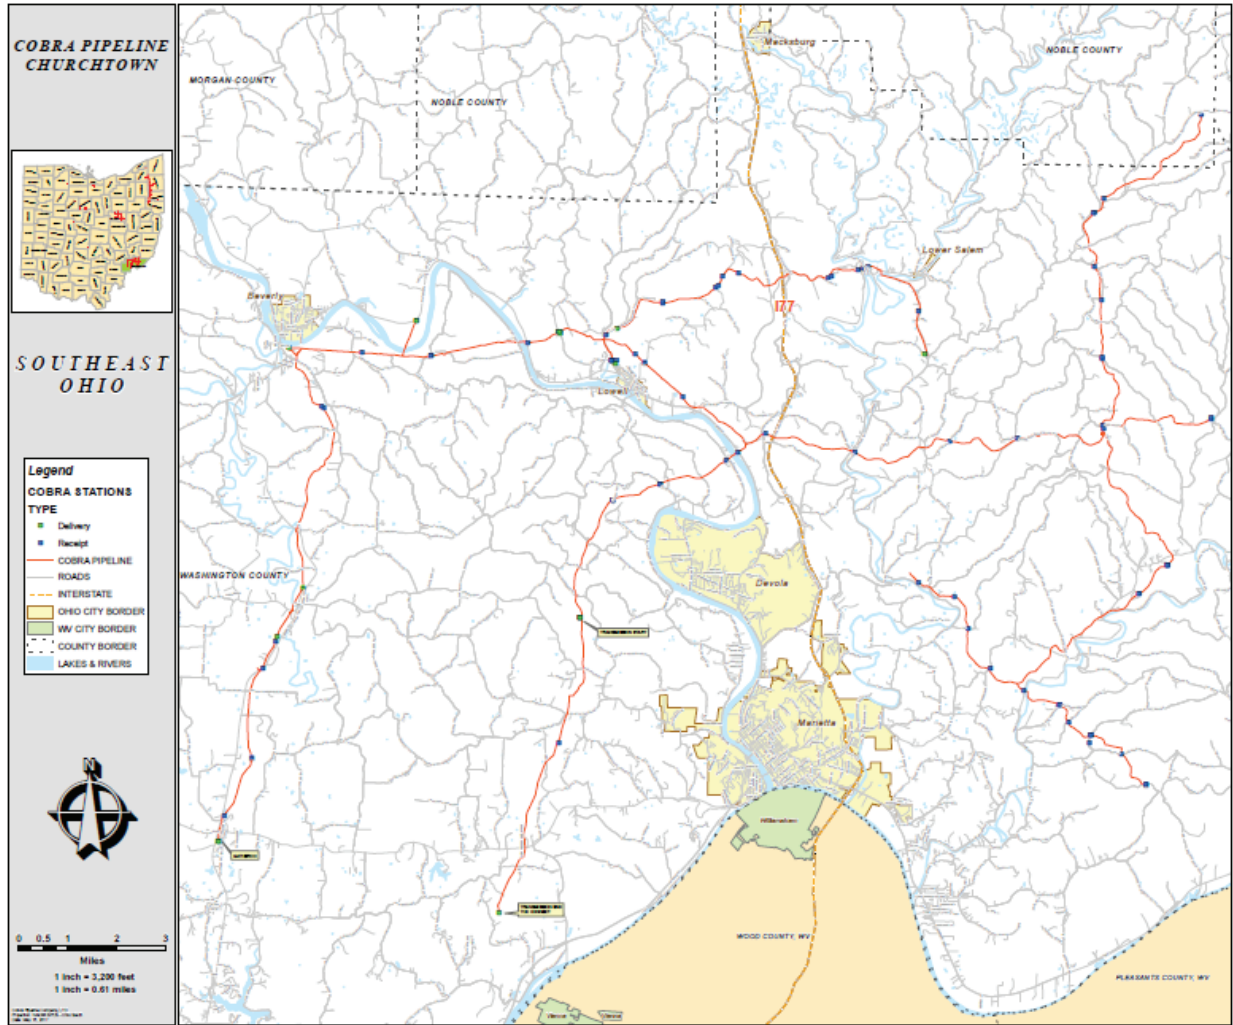 COBRA PIPELINE
CHURCHTOWN
SOUTHEAST
OHIO
Legend
COBRA STATIONS
TYPE
Delivery
Receipt
COBRA PIPELINE
ROADS
INTERSTATE
OHIO CITY BORDER
WV CITY BORDER
COUNTY BORDER
LAKES & RIVERS
N
0 0.5 1 2 3
Miles
1 inch = 3,200 feet
1 inch = 0.61 miles
Macksburg
NOBLE COUNTY
MORGAN COUNTY
NOBLE COUNTY
Lower Salem
Beverly
I77
Lowell
WASHINGTON COUNTY
Devola
Marietta
Williamstown
WOOD COUNTY, WV
PLEASANTS COUNTY, WV
Vienna
Vienna